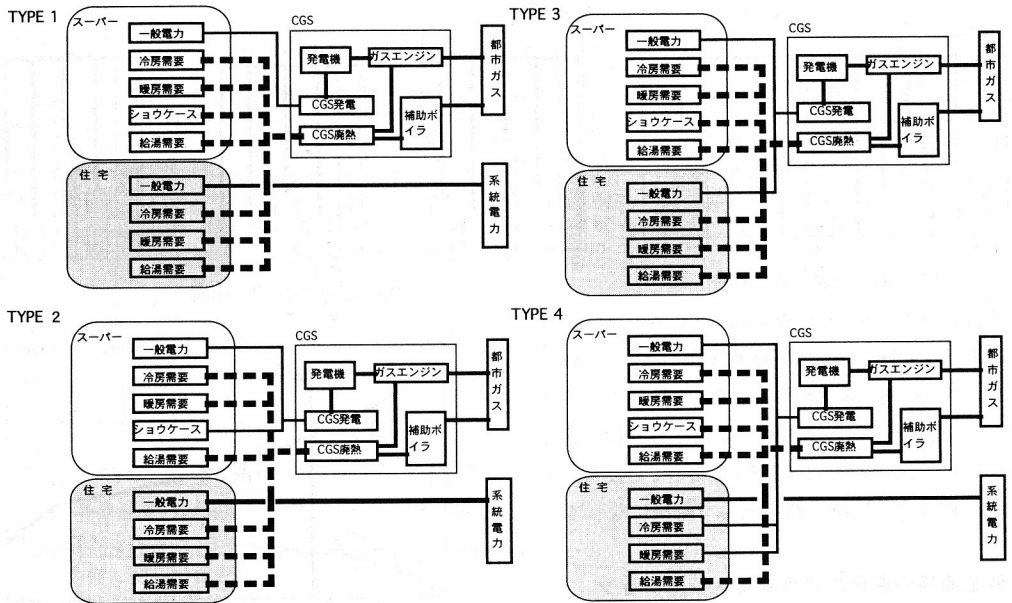 TYPE 1
スーパー
一般電力
冷房需要
暖房需要
ショウケース
給湯需要
住 宅
一般電力
冷房需要
暖房需要
給湯需要
CGS
発電機
ガスエンジン
CGS発電
CGS廃熱
補助ボ
イラ
都市ガス
系統電力
TYPE 3
スーパー
一般電力
冷房需要
暖房需要
ショウケース
給湯需要
住 宅
一般電力
冷房需要
暖房需要
給湯需要
CGS
発電機
ガスエンジン
CGS発電
CGS廃熱
補助ボ
イラ
都市ガス
TYPE 2
スーパー
一般電力
冷房需要
暖房需要
ショウケース
給湯需要
住 宅
一般電力
冷房需要
暖房需要
給湯需要
CGS
発電機
ガスエンジン
CGS発電
CGS廃熱
補助ボ
イラ
都市ガス
系統電力
TYPE 4
スーパー
一般電力
冷房需要
暖房需要
ショウケース
給湯需要
住 宅
一般電力
冷房需要
暖房需要
給湯需要
CGS
発電機
ガスエンジン
CGS発電
CGS廃熱
補助ボ
イラ
都市ガス
系統電力